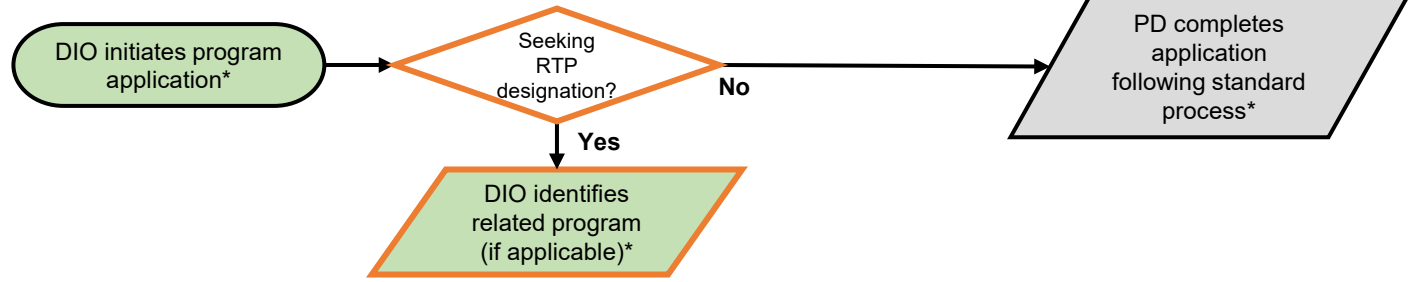 DIO initiates program
application*
Seeking
RTP
designation?
No
PD completes
application
following standard
process*
Yes
DIO identifies
related program
(if applicable)*